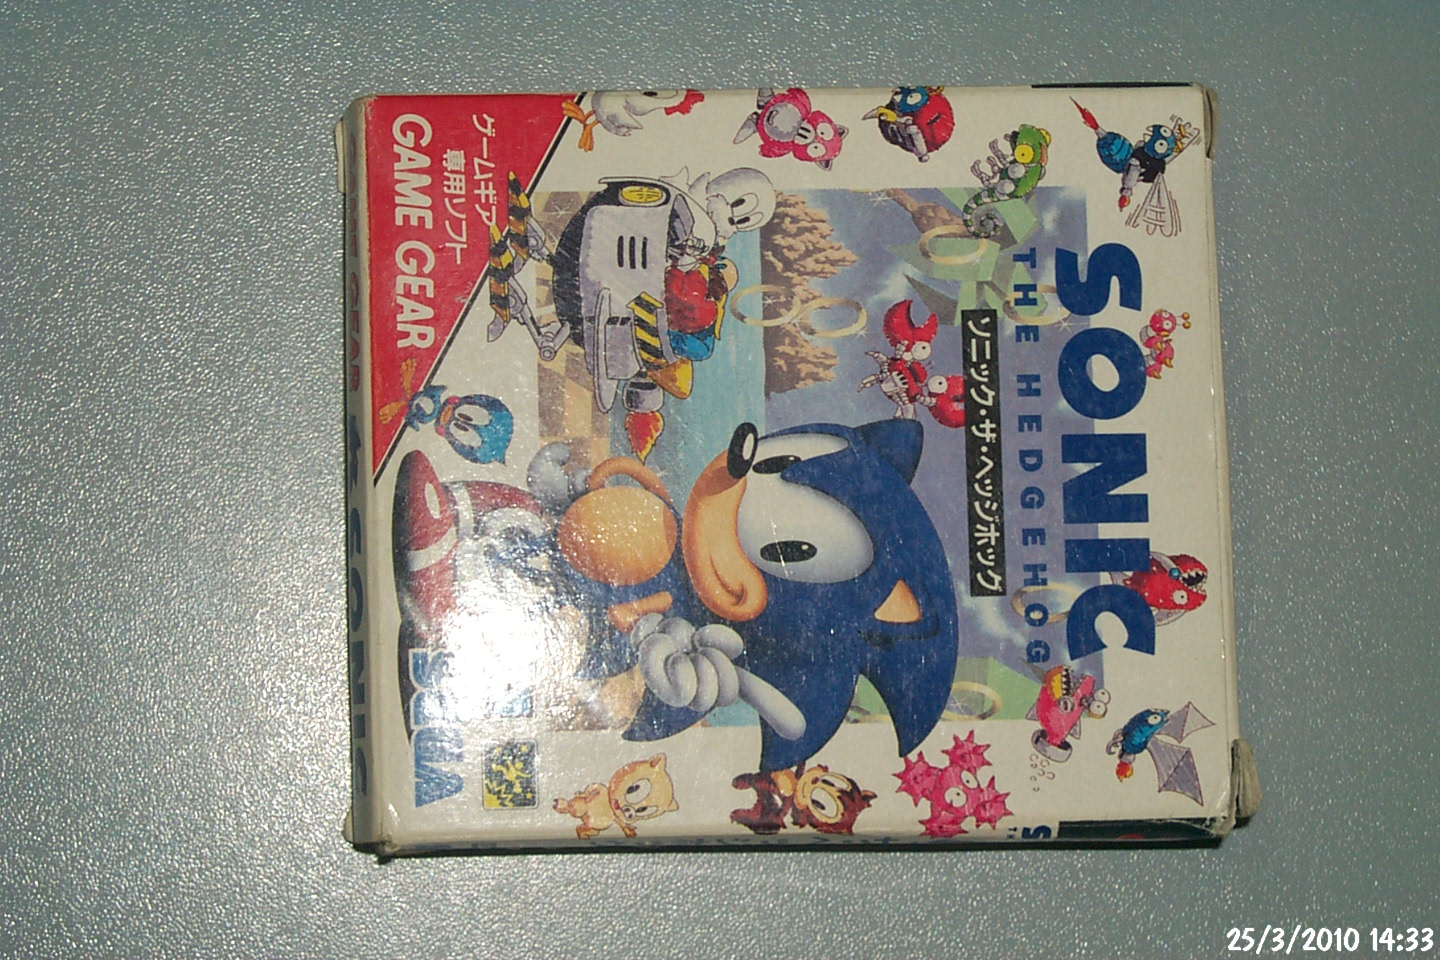 SONIC
THE HEDGEHOG
ソニック・ザ・ヘッジホッグ
ゲームギア
専用ソフト
GAME GEAR
SEGA
GAME GEAR
SONIC
25/3/2010 14:33